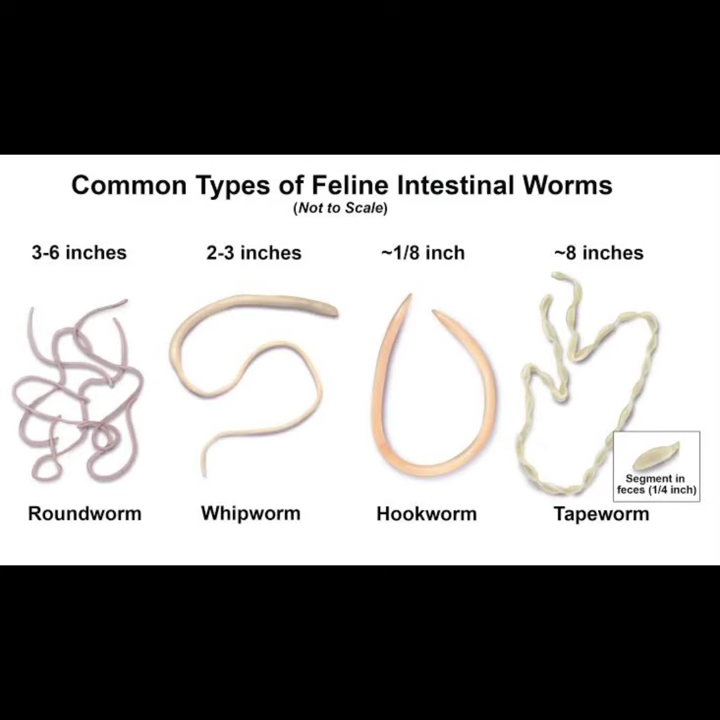 Common Types of Feline Intestinal Worms
(Not to Scale)
3-6 inches
2-3 inches
~1/8 inch
~8 inches
Segment in
feces (1/4 inch)
Roundworm
Whipworm
Hookworm
Tapeworm